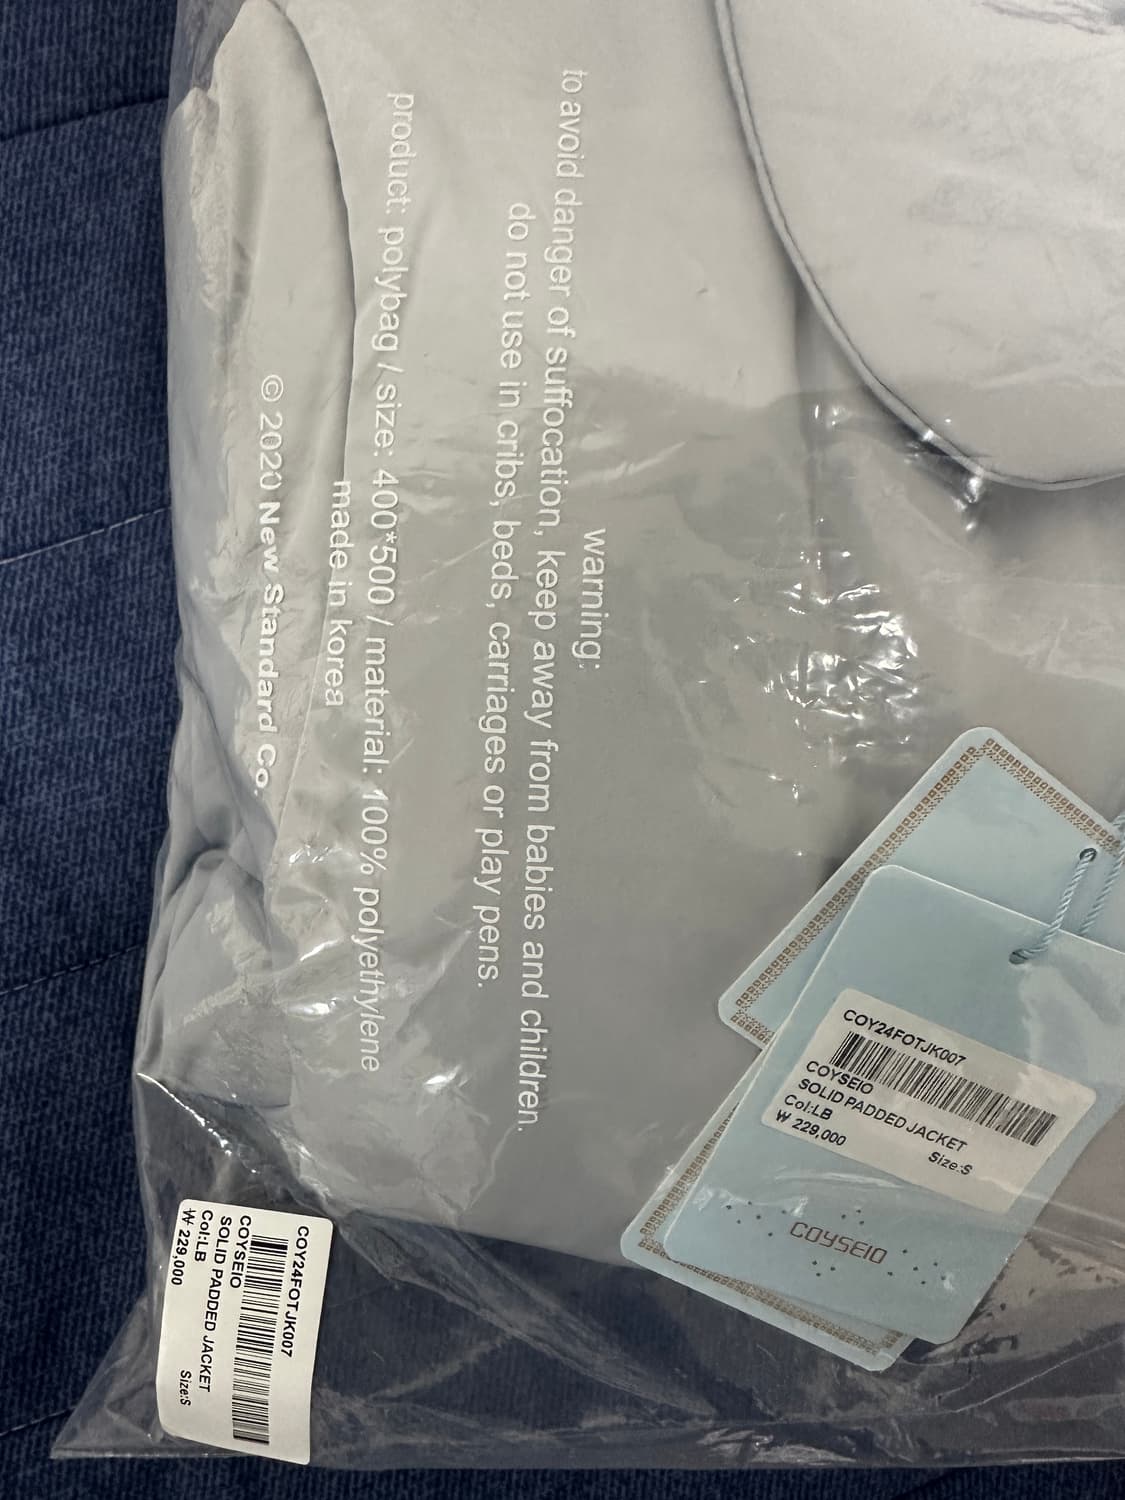 warning:
to avoid danger of suffocation, keep away from babies and children.
do not use in cribs, beds, carriages or play pens.
product: polybag / size: 400*500 / material: 100% polyethylene
made in korea
© 2020 New Standard Co.
COY24FOTJK007
COYSEIO
SOLID PADDED JACKET
Col:LB
Size:S
₩ 229,000
COYSEIO
COY24FOTJK007
COYSEIO
SOLID PADDED JACKET
Col:LB
Size:S
₩ 229,000